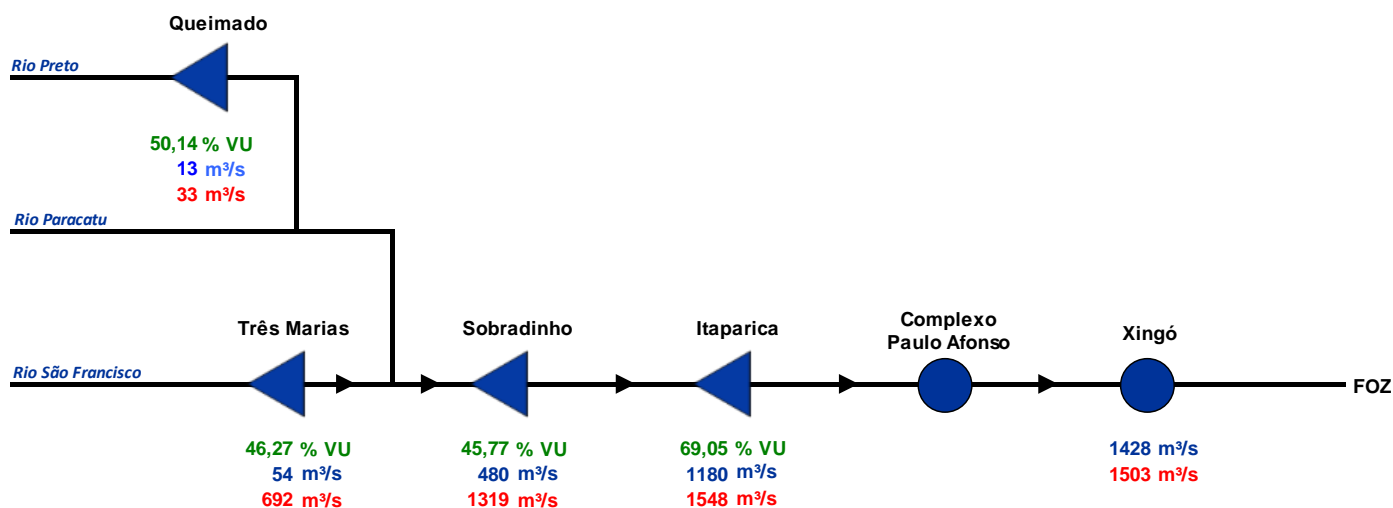 Queimado
Rio Preto
50,14 % VU
13 m³/s
33 m³/s
Rio Paracatu
Três Marias
Sobradinho
Itaparica
Complexo
Paulo Afonso
Xingó
Rio São Francisco
FOZ
46,27 % VU
54 m³/s
692 m³/s
45,77 % VU
480 m³/s
1319 m³/s
69,05 % VU
1180 m³/s
1548 m³/s
1428 m³/s
1503 m³/s